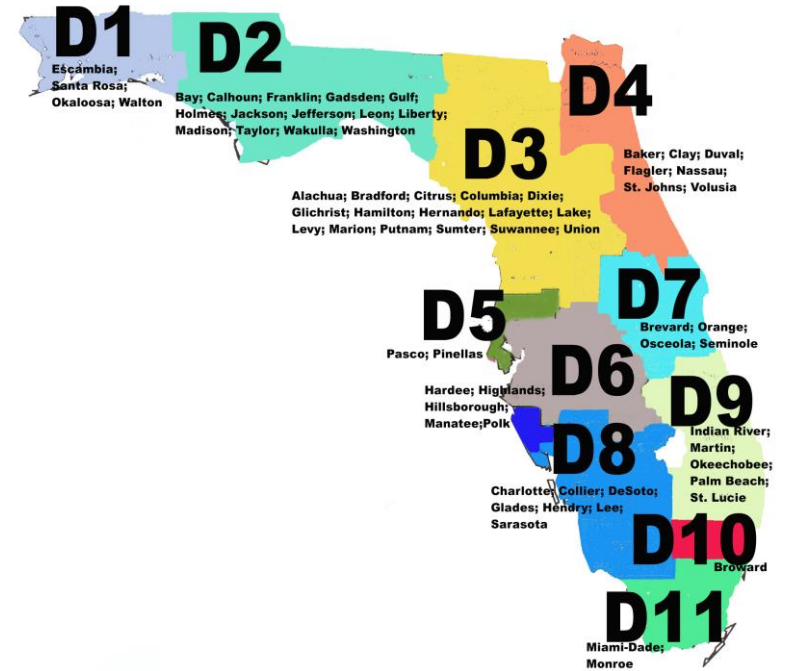 D1
Escambia;
Santa Rosa;
Okaloosa; Walton
D2
Bay; Calhoun; Franklin; Gadsden; Gulf;
Holmes; Jackson; Jefferson; Leon; Liberty;
Madison; Taylor; Wakulla; Washington
D3
Alachua; Bradford; Citrus; Columbia; Dixie;
Glichrist; Hamilton; Hernando; Lafayette; Lake;
Levy; Marion; Putnam; Sumter; Suwannee; Union
D4
Baker; Clay; Duval;
Flagler; Nassau;
St. Johns; Volusia
D5
Pasco; Pinellas
D7
Brevard; Orange;
Osceola; Seminole
D6
Hardee; Highlands;
Hillsborough;
Manatee;Polk
D9
Indian River;
Martin;
Okeechobee;
Palm Beach;
St. Lucie
D8
Charlotte; Collier; DeSoto;
Glades; Hendry; Lee;
Sarasota
D10
Broward
D11
Miami-Dade;
Monroe